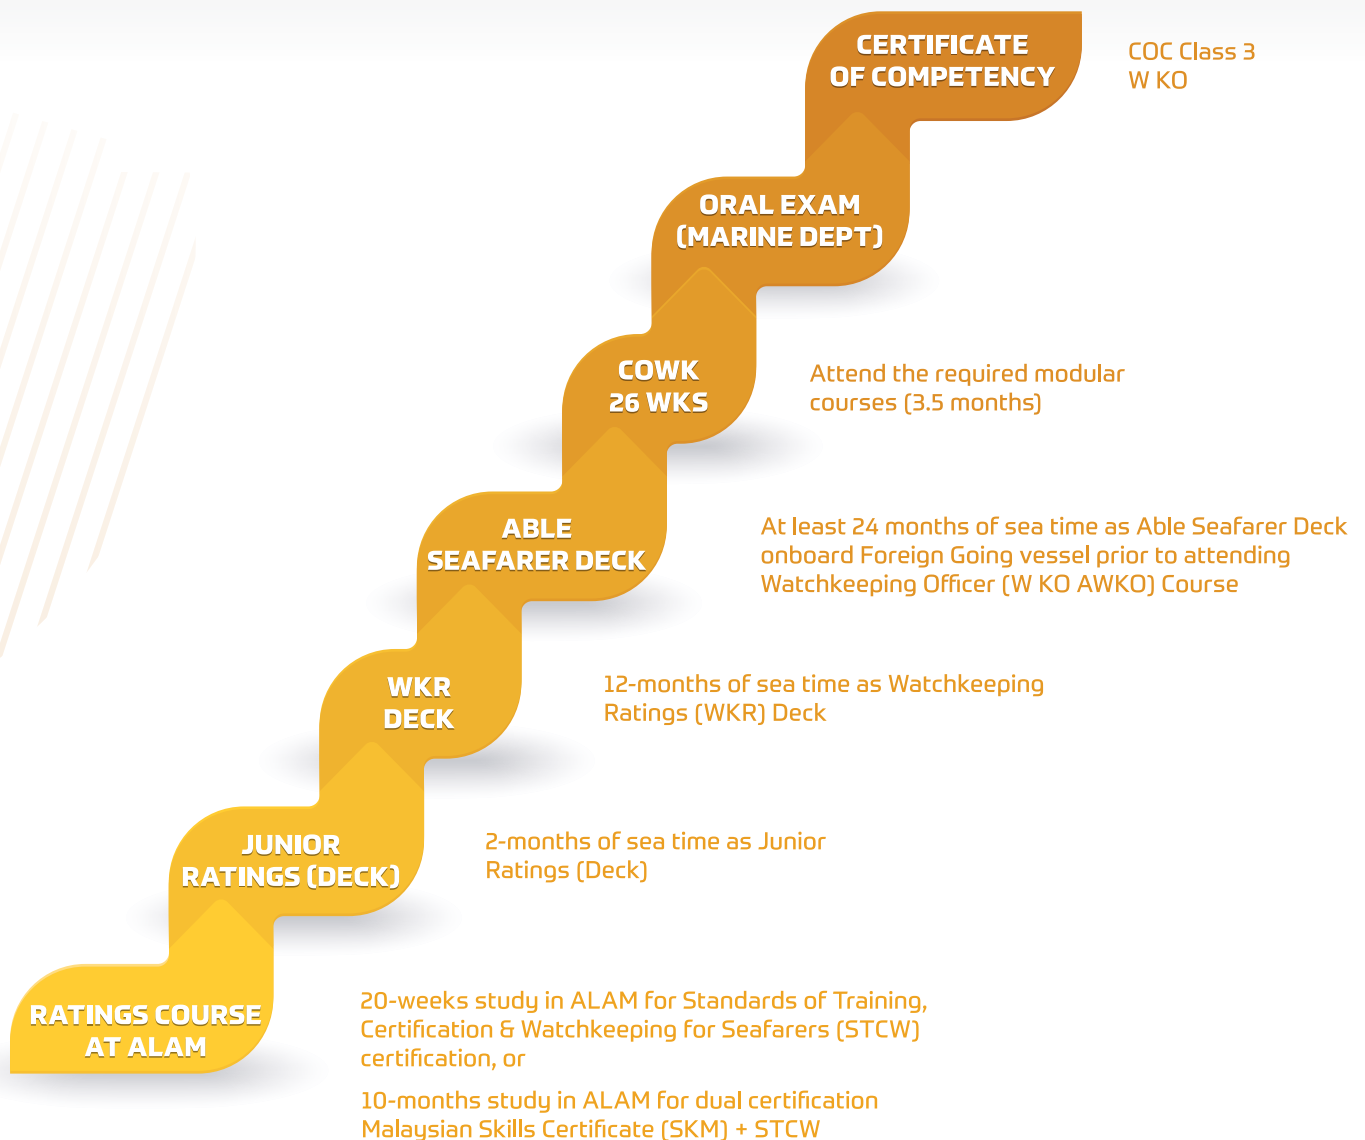 CERTIFICATE
OF COMPETENCY
COC Class 3
W KO
ORAL EXAM
(MARINE DEPT)
COWK
26 WKS
Attend the required modular
courses (3.5 months)
ABLE
SEAFARER DECK
At least 24 months of sea time as Able Seafarer Deck
onboard Foreign Going vessel prior to attending
Watchkeeping Officer (W KO AWKO) Course
WKR
DECK
12-months of sea time as Watchkeeping
Ratings (WKR) Deck
JUNIOR
RATINGS (DECK)
2-months of sea time as Junior
Ratings (Deck)
RATINGS COURSE
AT ALAM
20-weeks study in ALAM for Standards of Training,
Certification & Watchkeeping for Seafarers (STCW)
certification, or
10-months study in ALAM for dual certification
Malaysian Skills Certificate (SKM) + STCW